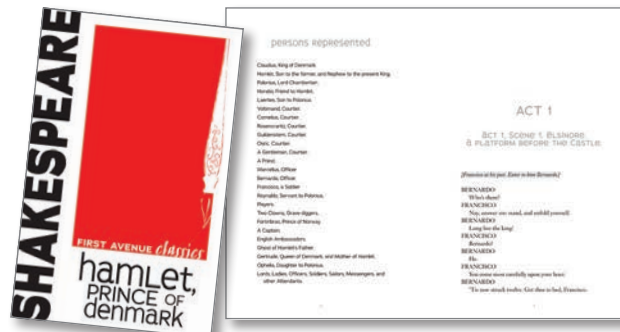 SHAKESPEARE
FIRST AVENUE classics
hamLet,
PRINCE OF
denmark
persons represented
Claudius, King of Denmark.
Hamlet, Son to the former, and Nephew to the present King.
Polonius, Lord Chamberlain.
Horatio, Friend to Hamlet.
Laertes, Son to Polonius.
Voltimand, Courtier.
Cornelius, Courtier.
Rosencrantz, Courtier.
Guildenstern, Courtier.
Osric, Courtier.
A Gentleman, Courtier.
A Priest.
Marcellus, Officer.
Bernardo, Officer.
Francisco, a Soldier
Reynaldo, Servant to Polonius.
Players.
Two Clowns, Grave-diggers.
Fortinbras, Prince of Norway.
A Captain.
English Ambassadors.
Ghost of Hamlet's Father.
Gertrude, Queen of Denmark, and Mother of Hamlet.
Ophelia, Daughter to Polonius.
Lords, Ladies, Officers, Soldiers, Sailors, Messengers, and
other Attendants.
ACT 1
ACT 1, Scene 1. ELSinore
a PLATFORM BEFORE THE CASTLE.
[Francisco at his post. Enter to him Bernardo.]
BERNARDO
Who's there?
FRANCISCO
Nay, answer me: stand, and unfold yourself.
BERNARDO
Long live the king!
FRANCISCO
Bernardo?
BERNARDO
He.
FRANCISCO
You come most carefully upon your hour.
BERNARDO
'Tis now struck twelve. Get thee to bed, Francisco.